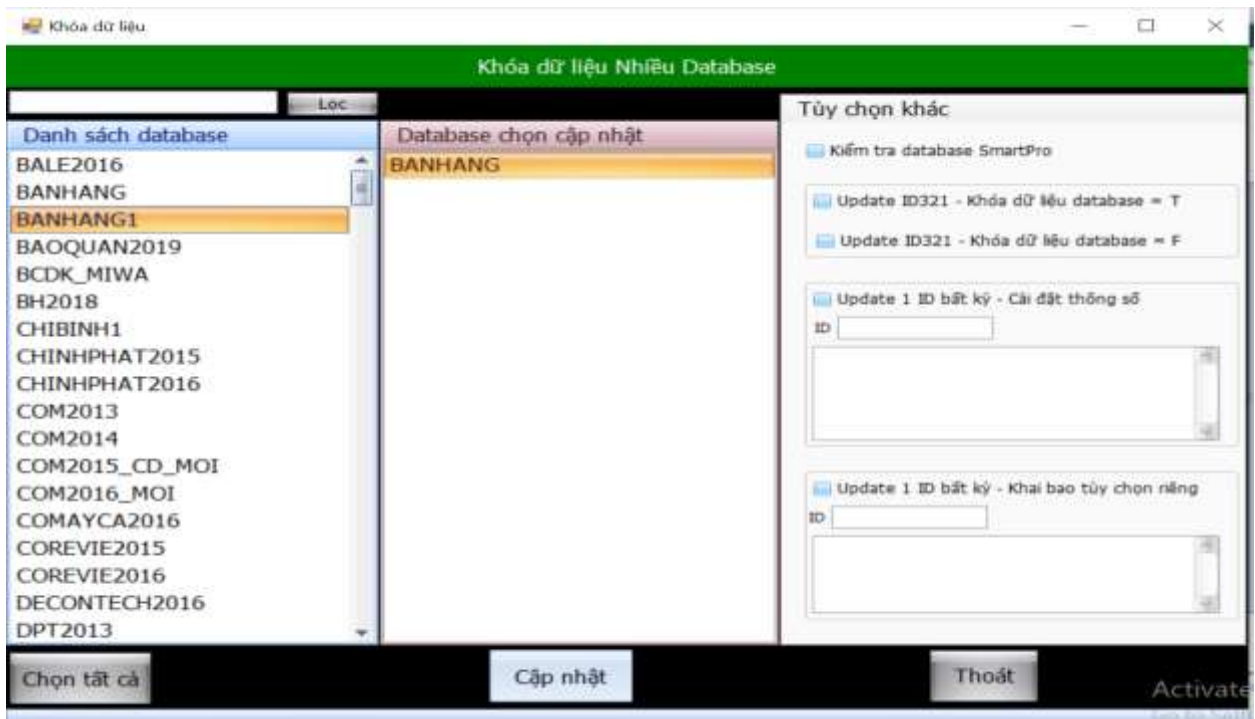 Khóa dữ liệu
Khóa dữ liệu Nhiều Database
Lọc
Danh sách database
BALE2016
BANHANG
BANHANG1
BAOQUAN2019
BCDK_MIWA
BH2018
CHIBINH1
CHINHPHAT2015
CHINHPHAT2016
COM2013
COM2014
COM2015_CD_MOI
COM2016_MOI
COMAYCA2016
COREVIE2015
COREVIE2016
DECONTECH2016
DPT2013
Database chọn cập nhật
BANHANG
Tùy chọn khác
Kiểm tra database SmartPro
Update ID321 - Khóa dữ liệu database = T
Update ID321 - Khóa dữ liệu database = F
Update 1 ID bất kỳ - Cài đặt thông số
ID
Update 1 ID bất kỳ - Khai bao tùy chọn riêng
ID
Chọn tất cả
Cập nhật
Thoát
Activate